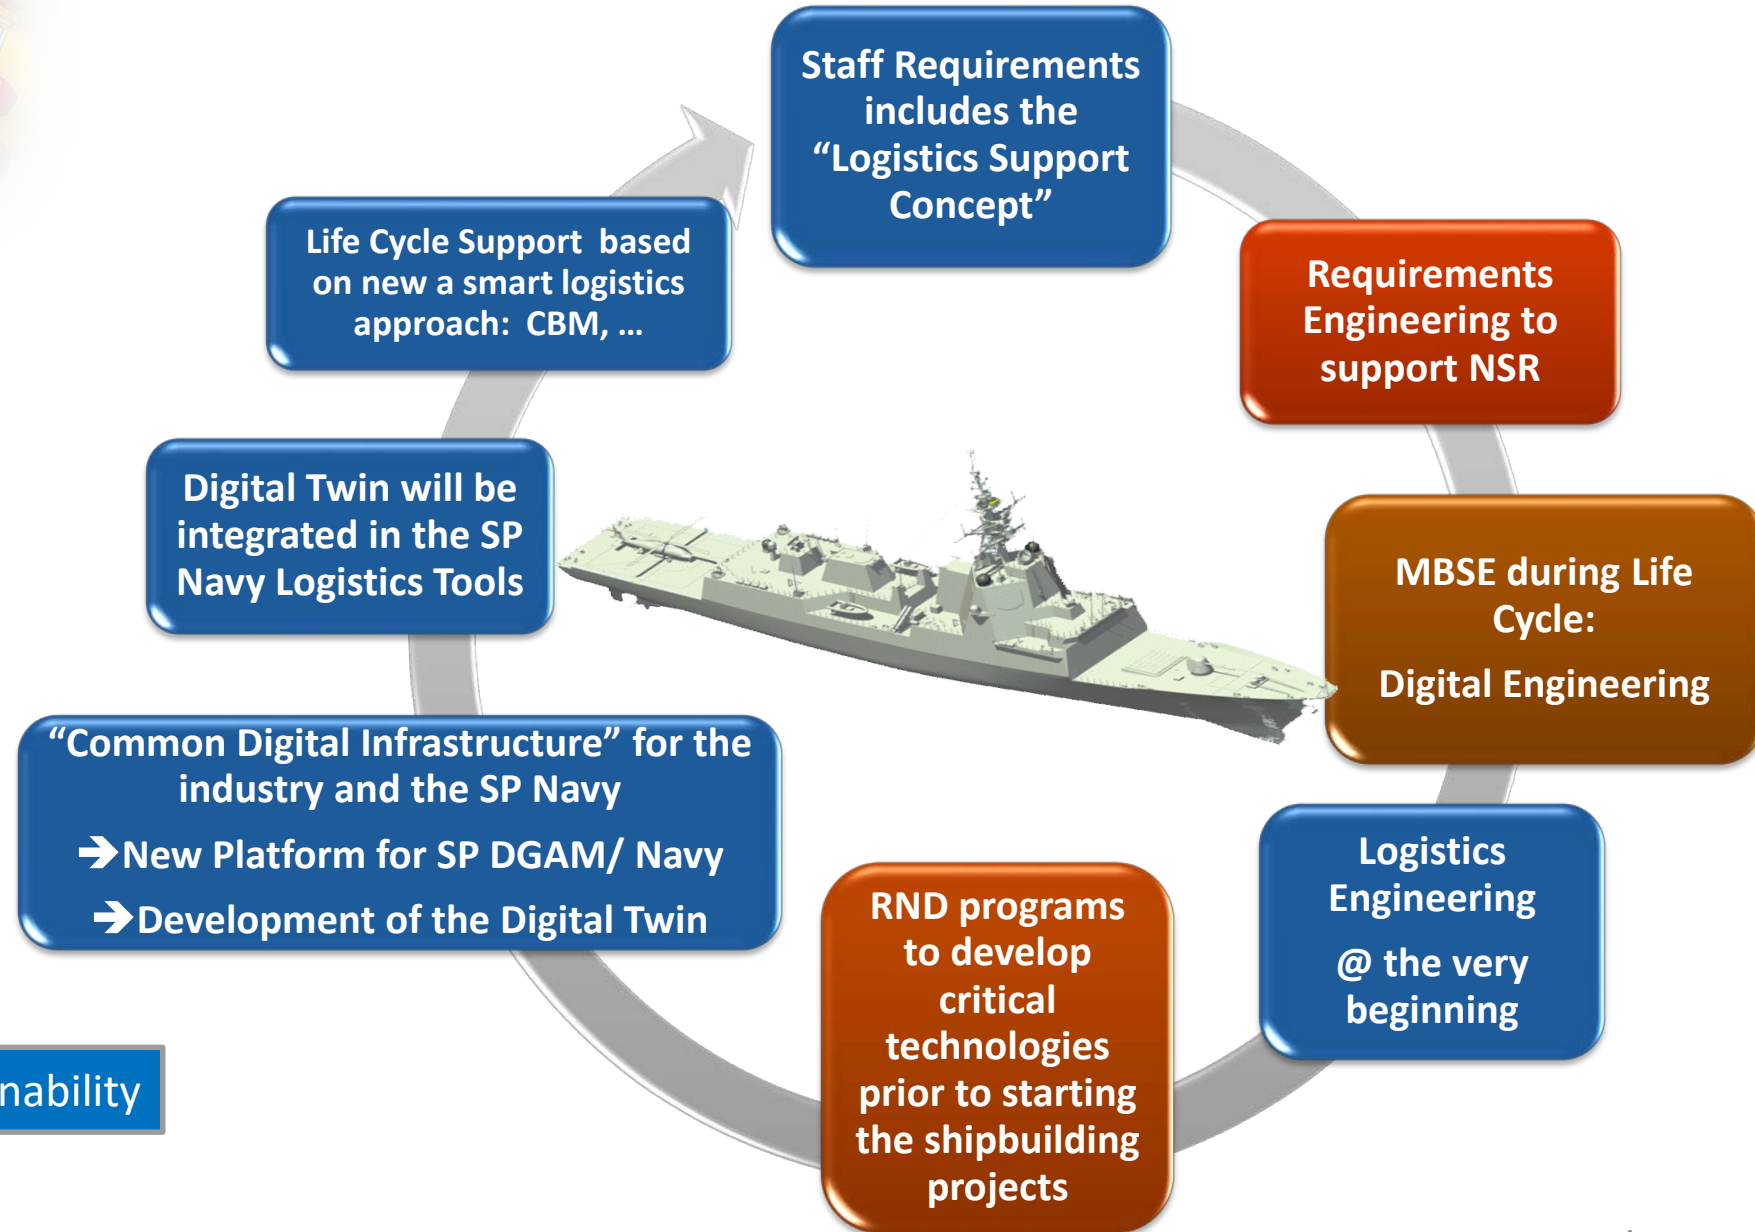 Staff Requirements
includes the
“Logistics Support
Concept”
Requirements
Engineering to
support NSR
MBSE during Life
Cycle:
Digital Engineering
Logistics
Engineering
@ the very
beginning
RND programs
to develop
critical
technologies
prior to starting
the shipbuilding
projects
“Common Digital Infrastructure” for the
industry and the SP Navy
➔New Platform for SP DGAM/ Navy
➔Development of the Digital Twin
Digital Twin will be
integrated in the SP
Navy Logistics Tools
Life Cycle Support based
on new a smart logistics
approach: CBM, ...
nability